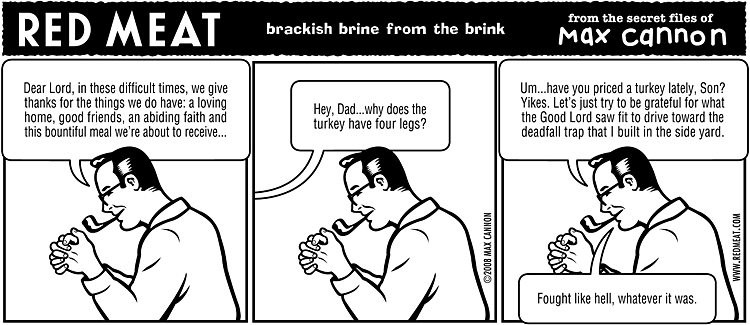 RED MEAT
brackish brine from the brink
from the secret files of
Max cannon
Dear Lord, in these difficult times, we give
thanks for the things we do have: a loving
home, good friends, an abiding faith and
this bountiful meal we're about to receive...
Hey, Dad...why does the
turkey have four legs?
©2008 MAX CANNON
Um...have you priced a turkey lately, Son?
Yikes. Let's just try to be grateful for what
the Good Lord saw fit to drive toward the
deadfall trap that I built in the side yard.
Fought like hell, whatever it was.
WWW.REDMEAT.COM